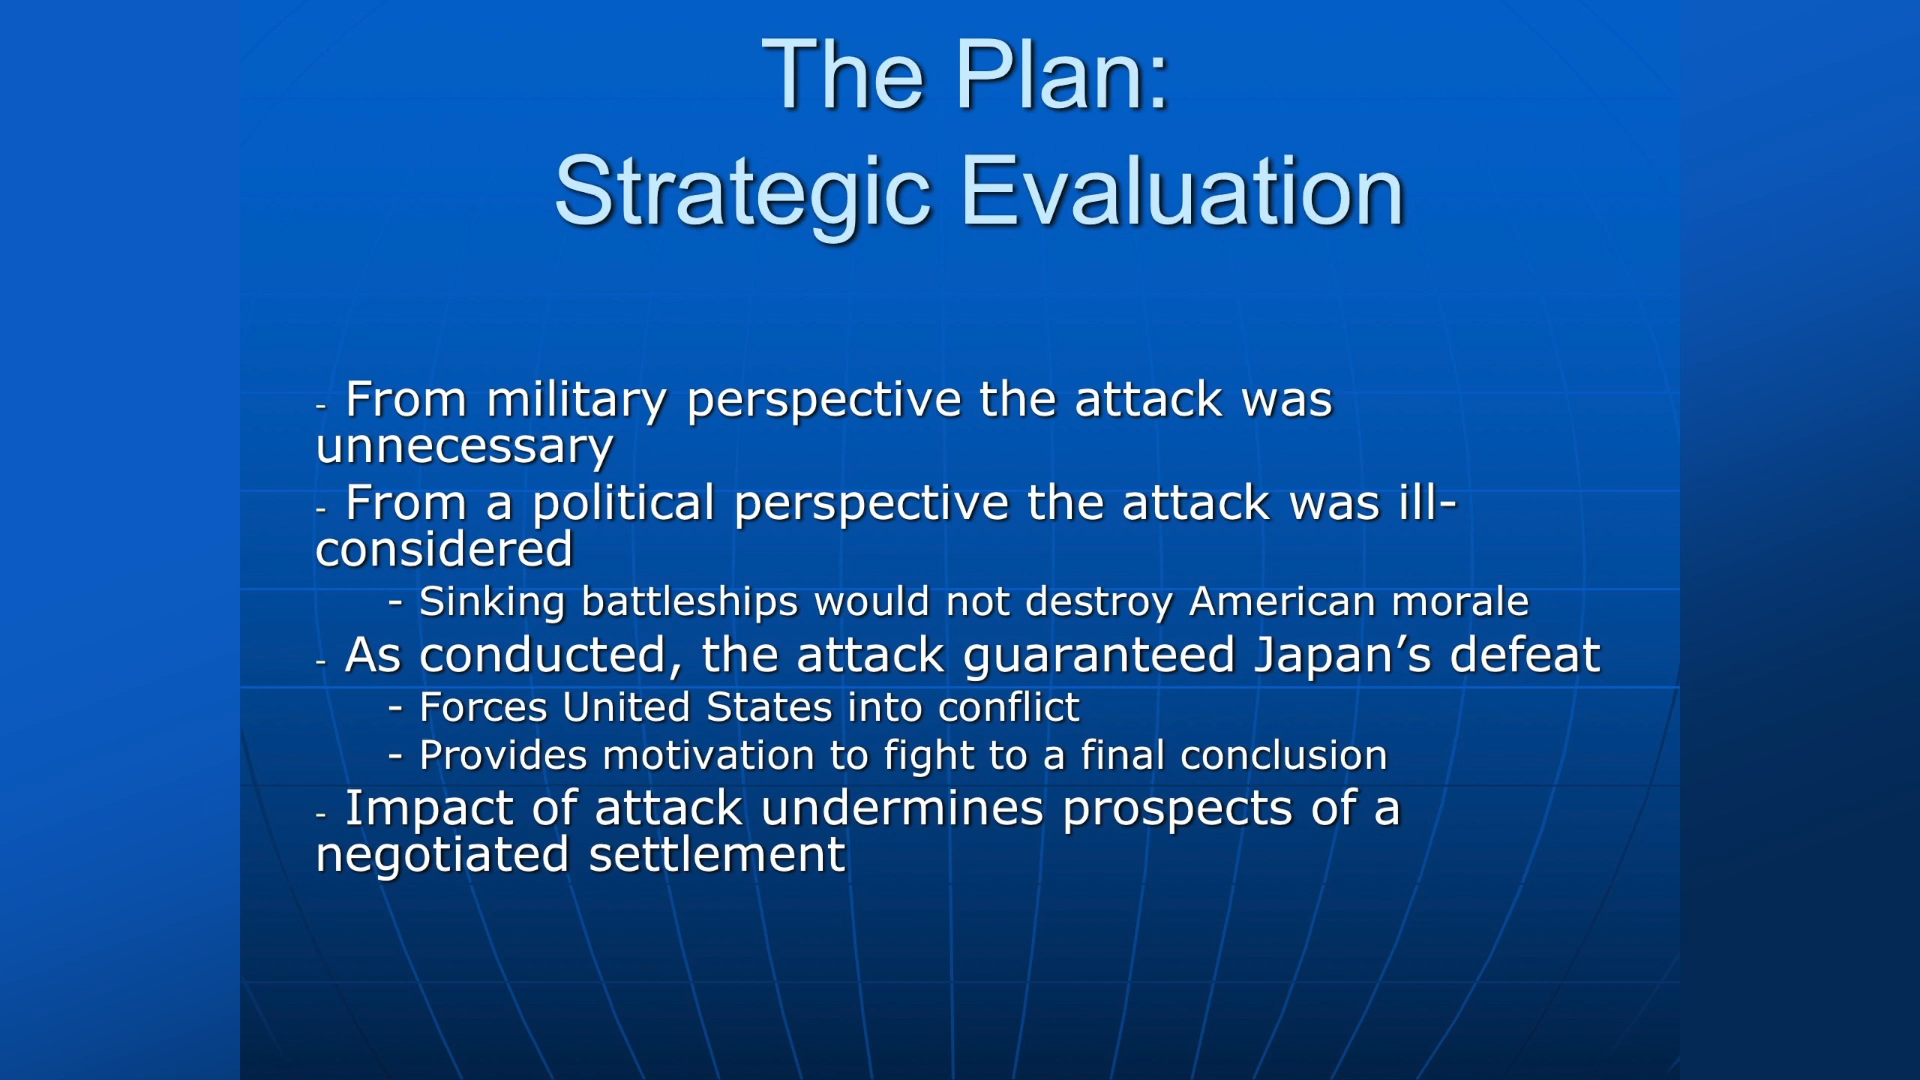 The Plan:
Strategic Evaluation
- From military perspective the attack was
unnecessary
- From a political perspective the attack was ill-
considered
- Sinking battleships would not destroy American morale
- As conducted, the attack guaranteed Japan’s defeat
- Forces United States into conflict
- Provides motivation to fight to a final conclusion
- Impact of attack undermines prospects of a
negotiated settlement